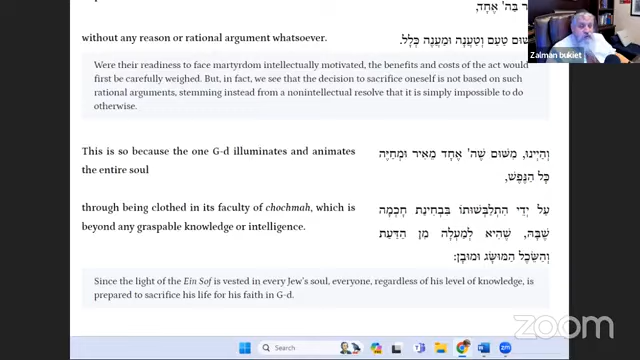 בַּה' אֶחָד,
without any reason or rational argument whatsoever.
שׁוּם טַעַם וְטַעֲנָה וּמַעֲנֶה כְּלָל.
Were their readiness to face martyrdom intellectually motivated, the benefits and costs of the act would
first be carefully weighed. But, in fact, we see that the decision to sacrifice oneself is not based on such
rational arguments, stemming instead from a nonintellectual resolve that it is simply impossible to do
otherwise.
This is so because the one G-d illuminates and animates
the entire soul
וְהַיְינוּ, מִשּׁוּם שֶׁה' אֶחָד מֵאִיר וּמְחַיֶּה
כָּל הַנֶּפֶשׁ,
through being clothed in its faculty of chochmah, which is
beyond any graspable knowledge or intelligence.
עַל יְדֵי הִתְלַבְּשׁוּתוֹ בִּבְחִינַת חָכְמָה
שֶׁבָּהּ, שֶׁהִיא לְמַעְלָה מִן הַדַּעַת
וְהַשֵּׂכֶל הַמּוּשָּׂג וּמוּבָן:
Since the light of the Ein Sof is vested in every Jew's soul, everyone, regardless of his level of knowledge, is
prepared to sacrifice his life for his faith in G-d.
Zalman bukiet
Search
zoom